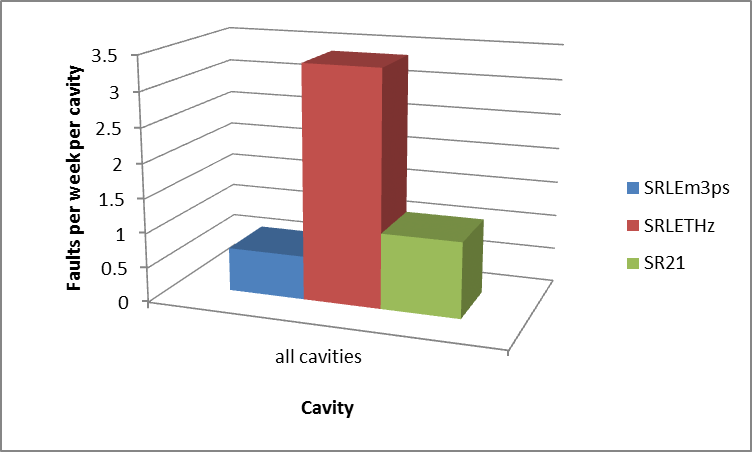 Faults per week per cavity
3.5
3
2.5
2
1.5
1
0.5
0
all cavities
Cavity
SRLEm3ps
SRLETHz
SR21